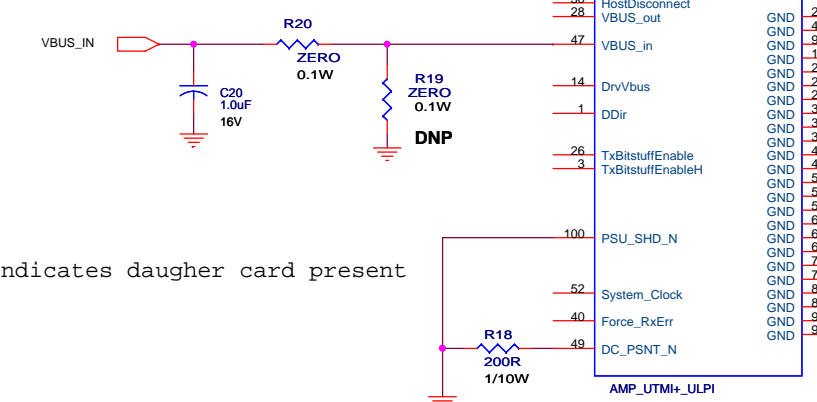 HostDisconnect
28 VBUS_out
GND
GND
R20
VBUS_IN
47 VBUS_in
GND
ZERO
0.1W
GND
GND
C20
1.0uF
16V
R19
ZERO
0.1W
DNP
14 DrvVbus
GND
GND
1 DDir
GND
GND
GND
26 TxBitstuffEnable
GND
3 TxBitstuffEnableH
GND
GND
GND
GND
GND
100 PSU_SHD_N
GND
GND
ndicates daugher card present
GND
GND
52 System_Clock
GND
GND
40 Force_RxErr
GND
R18
200R
1/10W
49 DC_PSNT_N
GND
AMP_UTMI+_ULPI